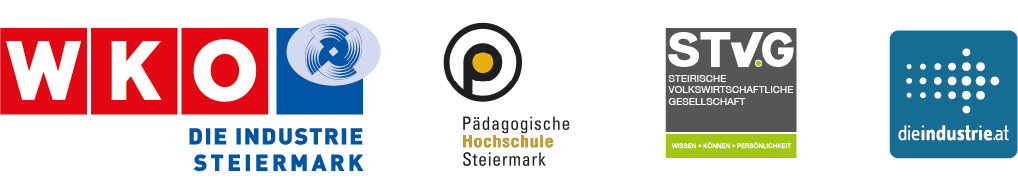 WKO
DIE INDUSTRIE
STEIERMARK
p
Pädagogische
Hochschule
Steiermark
STVG
STEIRISCHE
VOLKSWIRTSCHAFTLICHE
GESELLSCHAFT
WISSEN • KÖNNEN • PERSÖNLICHKEIT
dieindustrie.at